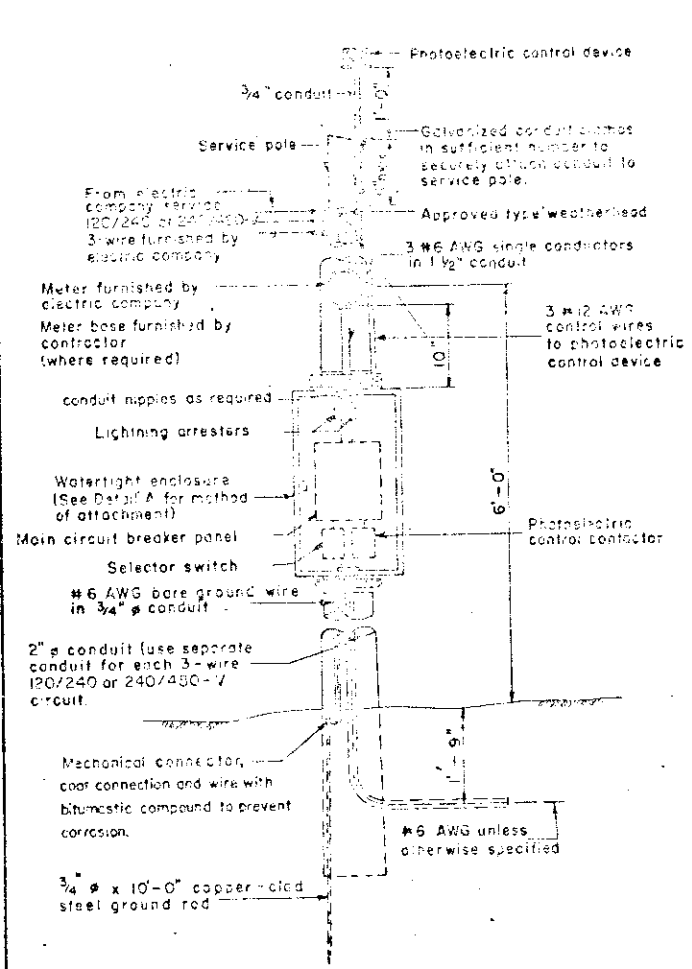 Photoelectric control device
3/4" conduit
1'-0"
Service pole
Galvanized conduit clamps
in sufficient number to
securely attach conduit to
service pole.
From electric
company service
120/240 or 240/480-V
3-wire furnished by
electric company
Approved type weatherhead
3 #6 AWG single conductors
in 1 1/2" conduit
Meter furnished by
electric company
Meter base furnished by
contractor
(where required)
3 #12 AWG
control wires
to photoelectric
control device
10
conduit nipples as required
Lightning arresters
6'-0"
Watertight enclosure
(See Detail A for method
of attachment)
Main circuit breaker panel
Photoelectric
control contactor
Selector switch
#6 AWG bare ground wire
in 3/4" ø conduit
2" ø conduit (use separate
conduit for each 3-wire
120/240 or 240/480-V
circuit.
1'-9"
Mechanical connector,
coat connection and wire with
bitumastic compound to prevent
corrosion.
#6 AWG unless
otherwise specified
3/4" ø x 10'-0" copper-clad
steel ground rod